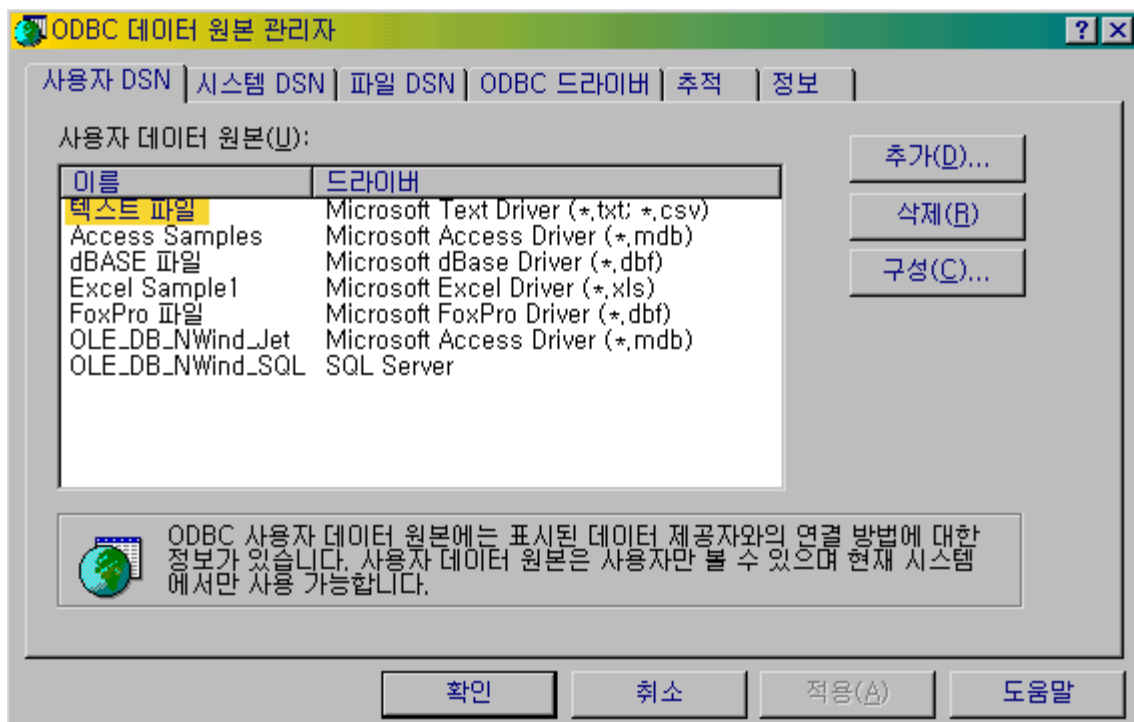 ODBC 데이터 원본 관리자
사용자 DSN 시스템 DSN 파일 DSN ODBC 드라이버 추적 정보
사용자 데이터 원본(U):
추가(D)...
이름 드라이버
텍스트 파일 Microsoft Text Driver (*.txt; *.csv)
삭제(R)
Access Samples Microsoft Access Driver (*.mdb)
dBASE 파일 Microsoft dBase Driver (*.dbf)
구성(C)...
Excel Sample1 Microsoft Excel Driver (*.xls)
FoxPro 파일 Microsoft FoxPro Driver (*.dbf)
OLE_DB_NWind_Jet Microsoft Access Driver (*.mdb)
OLE_DB_NWind_SQL SQL Server
ODBC 사용자 데이터 원본에는 표시된 데이터 제공자와의 연결 방법에 대한
정보가 있습니다. 사용자 데이터 원본은 사용자만 볼 수 있으며 현재 시스템
에서만 사용 가능합니다.
확인 취소 적용(A) 도움말